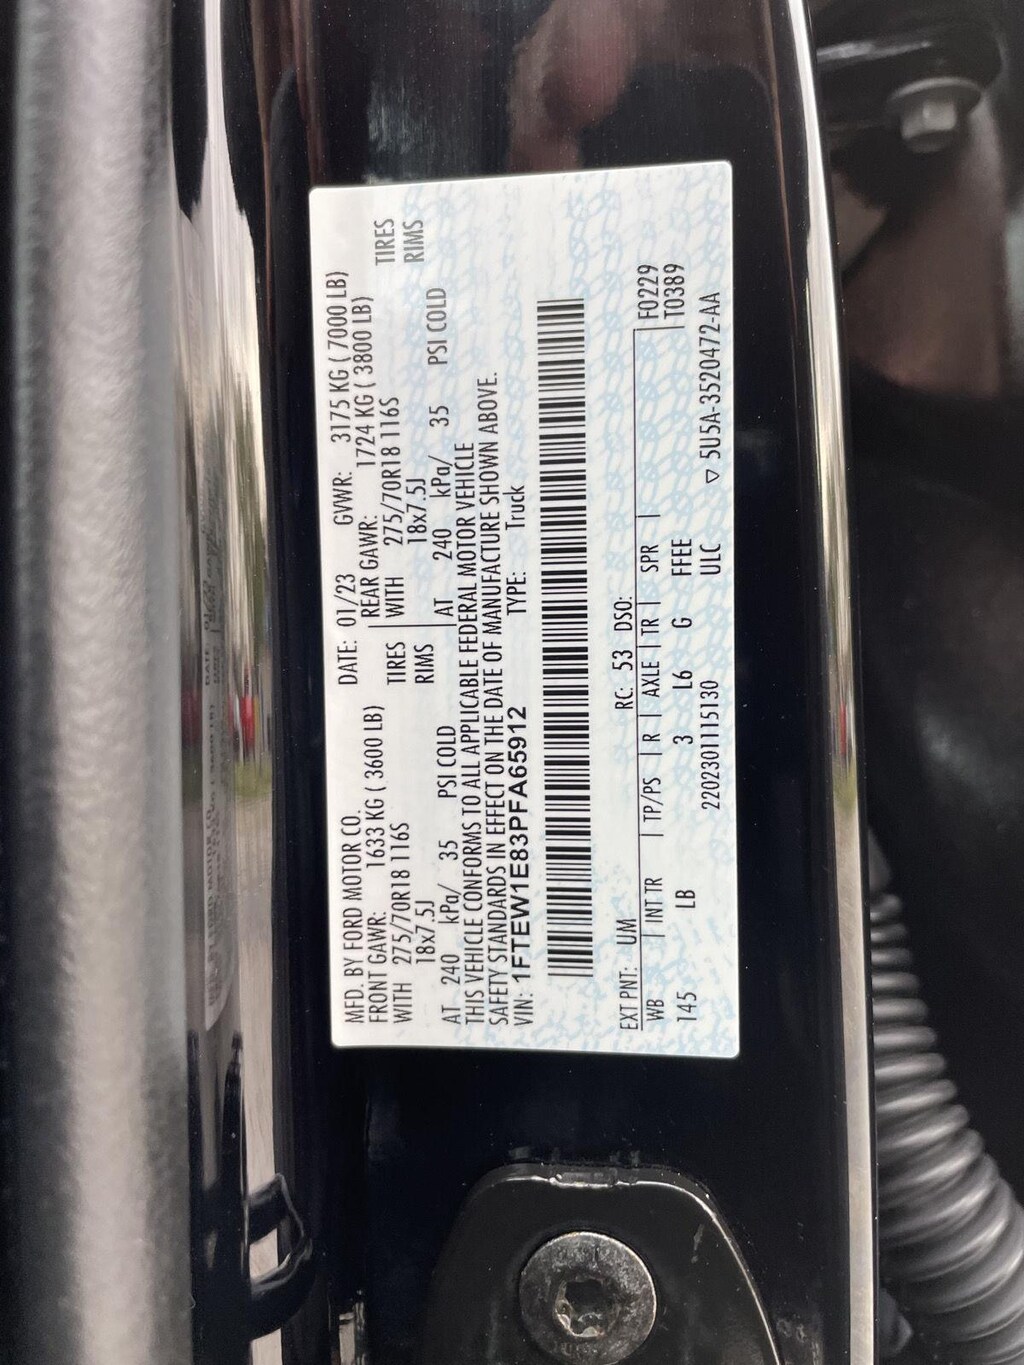 MFD. BY FORD MOTOR CO. DATE: 01/23 GVWR: 3175 KG ( 7000 LB)
FRONT GAWR: 1633 KG ( 3600 LB) REAR GAWR: 1724 KG ( 3800 LB)
WITH 275/70R18 116S TIRES WITH 275/70R18 116S TIRES
18x7.5J RIMS 18x7.5J RIMS
AT 240 kPa/ 35 PSI COLD AT 240 kPa/ 35 PSI COLD
THIS VEHICLE CONFORMS TO ALL APPLICABLE FEDERAL MOTOR VEHICLE
SAFETY STANDARDS IN EFFECT ON THE DATE OF MANUFACTURE SHOWN ABOVE.
VIN: 1FTEW1E83PFA65912 TYPE: Truck
EXT PNT: UM RC: 53 DSO: F0229
WB INT TR TP/PS R AXLE TR SPR T0389
145 LB 3 L6 G FFEE
2202301115130 ULC ▽ 5U5A-3520472-AA